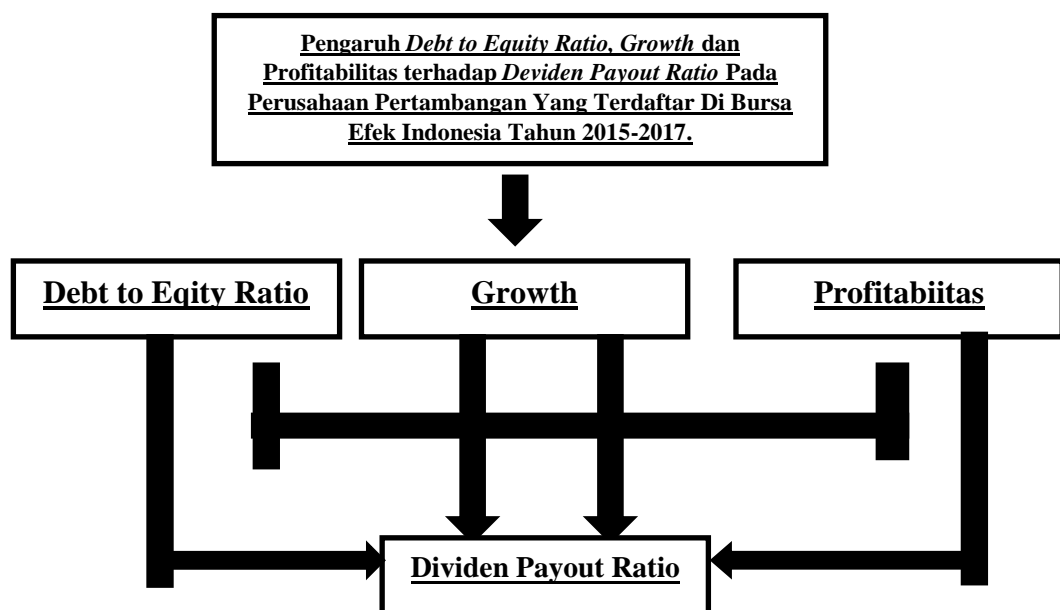 Pengaruh Debt to Equity Ratio, Growth dan
Profitabilitas terhadap Deviden Payout Ratio Pada
Perusahaan Pertambangan Yang Terdaftar Di Bursa
Efek Indonesia Tahun 2015-2017.
Debt to Eqity Ratio
Growth
Profitabiitas
Dividen Payout Ratio